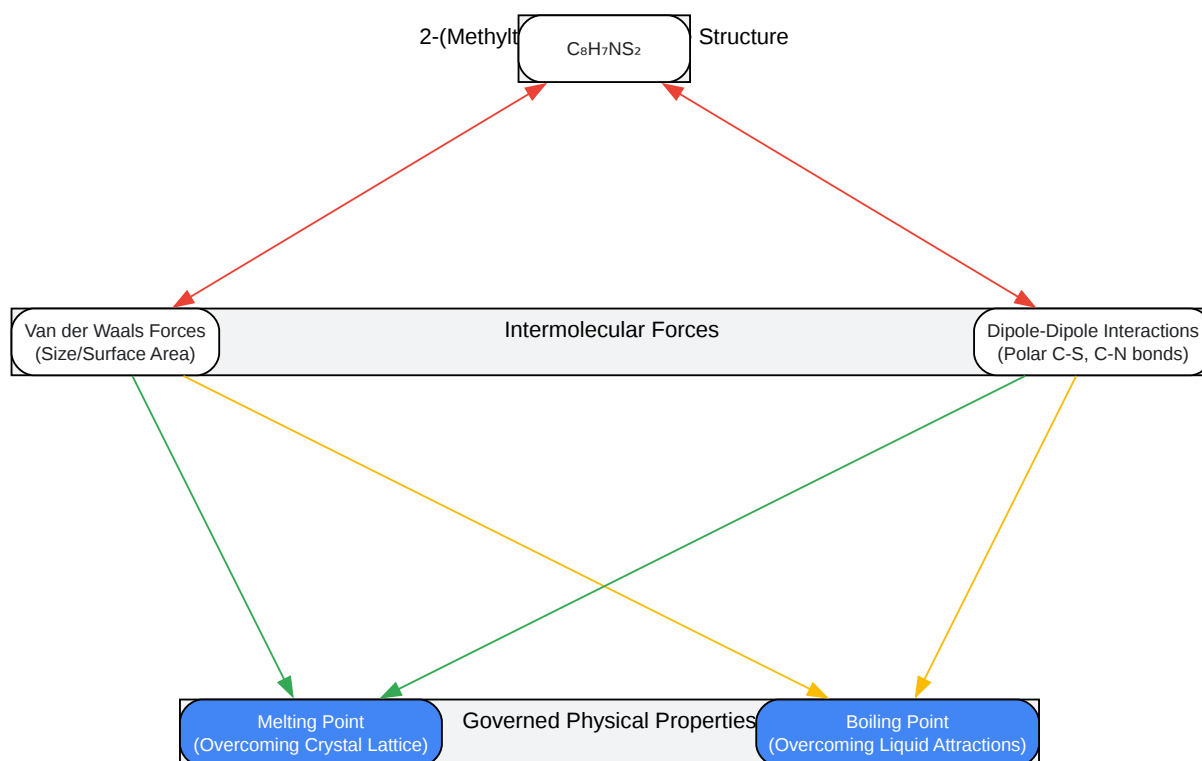 2-(Methylt Structure
C₈H₇NS₂
Van der Waals Forces
(Size/Surface Area)
Intermolecular Forces
Dipole-Dipole Interactions
(Polar C-S, C-N bonds)
Melting Point
(Overcoming Crystal Lattice)
Governed Physical Properties
Boiling Point
(Overcoming Liquid Attractions)